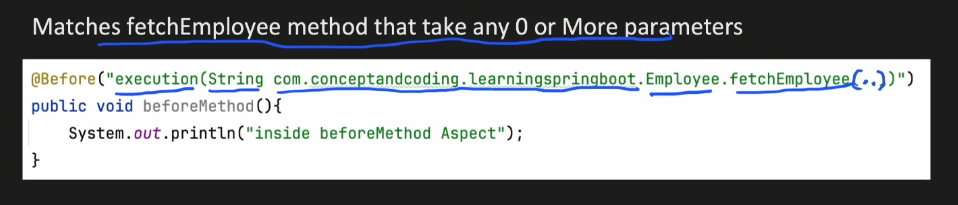 Matches fetchEmployee method that take any 0 or More parameters
@Before("execution(String com.conceptandcoding.learningspringboot.Employee.fetchEmployee(..))")
public void beforeMethod(){
System.out.println("inside beforeMethod Aspect");
}